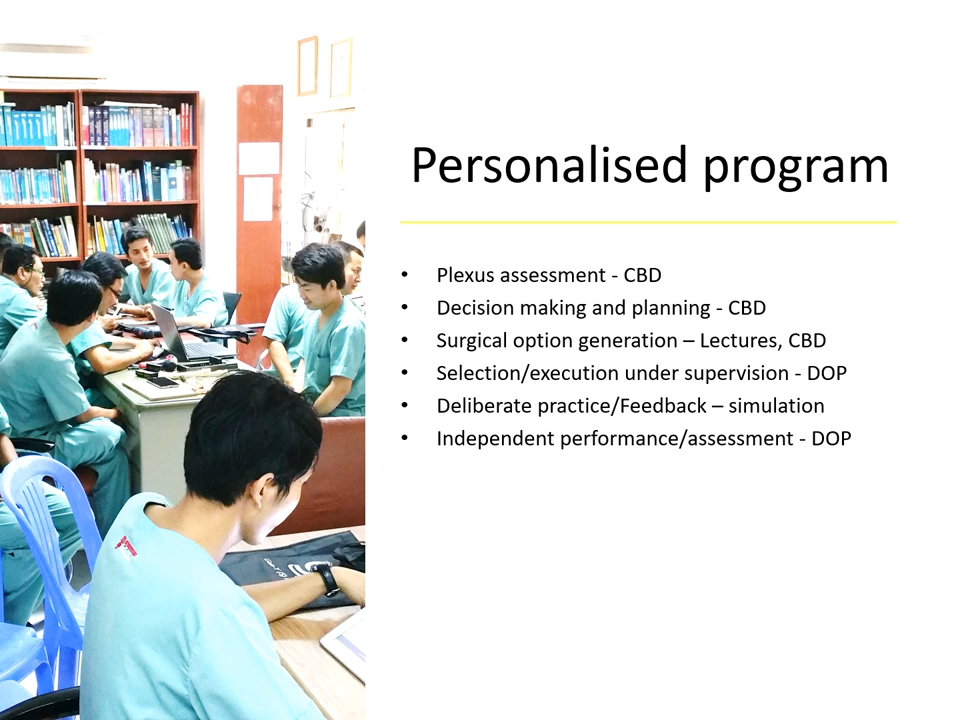 Personalised program
• Plexus assessment - CBD
• Decision making and planning - CBD
• Surgical option generation – Lectures, CBD
• Selection/execution under supervision - DOP
• Deliberate practice/Feedback – simulation
• Independent performance/assessment - DOP